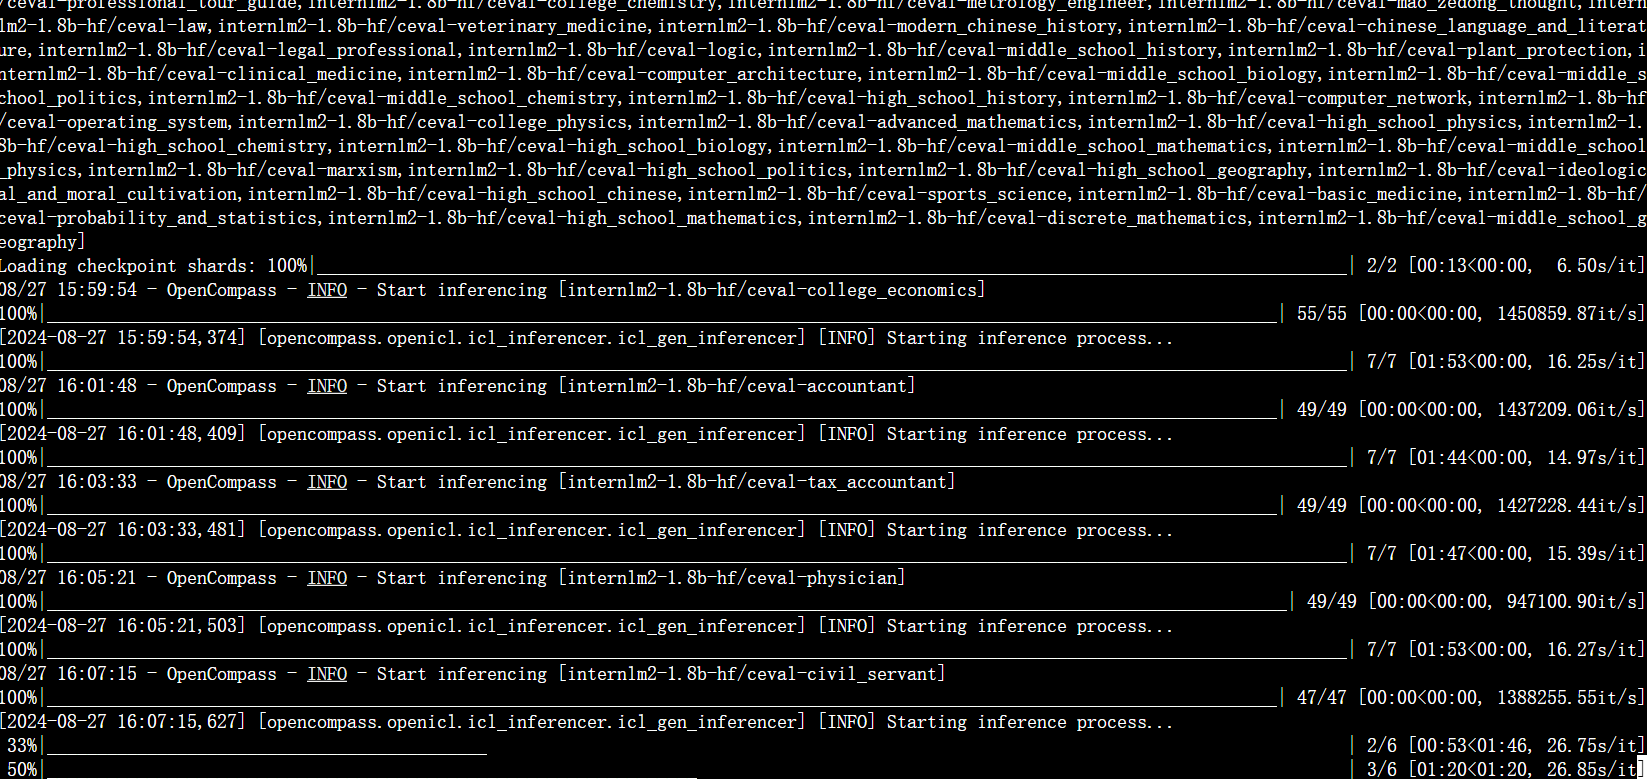 /ceval-professional_tour_guide,internlm2-1.8b-hf/ceval-college_chemistry,internlm2-1.8b-hf/ceval-metrology_engineer,internlm2-1.8b-hf/ceval-mao_zedong_thought,intern
lm2-1.8b-hf/ceval-law,internlm2-1.8b-hf/ceval-veterinary_medicine,internlm2-1.8b-hf/ceval-modern_chinese_history,internlm2-1.8b-hf/ceval-chinese_language_and_literat
ure,internlm2-1.8b-hf/ceval-legal_professional,internlm2-1.8b-hf/ceval-logic,internlm2-1.8b-hf/ceval-middle_school_history,internlm2-1.8b-hf/ceval-plant_protection,i
nternlm2-1.8b-hf/ceval-clinical_medicine,internlm2-1.8b-hf/ceval-computer_architecture,internlm2-1.8b-hf/ceval-middle_school_biology,internlm2-1.8b-hf/ceval-middle_s
chool_politics,internlm2-1.8b-hf/ceval-middle_school_chemistry,internlm2-1.8b-hf/ceval-high_school_history,internlm2-1.8b-hf/ceval-computer_network,internlm2-1.8b-hf
/ceval-operating_system,internlm2-1.8b-hf/ceval-college_physics,internlm2-1.8b-hf/ceval-advanced_mathematics,internlm2-1.8b-hf/ceval-high_school_physics,internlm2-1.
8b-hf/ceval-high_school_chemistry,internlm2-1.8b-hf/ceval-high_school_biology,internlm2-1.8b-hf/ceval-middle_school_mathematics,internlm2-1.8b-hf/ceval-middle_school
_physics,internlm2-1.8b-hf/ceval-marxism,internlm2-1.8b-hf/ceval-high_school_politics,internlm2-1.8b-hf/ceval-high_school_geography,internlm2-1.8b-hf/ceval-ideologic
al_and_moral_cultivation,internlm2-1.8b-hf/ceval-high_school_chinese,internlm2-1.8b-hf/ceval-sports_science,internlm2-1.8b-hf/ceval-basic_medicine,internlm2-1.8b-hf/
ceval-probability_and_statistics,internlm2-1.8b-hf/ceval-high_school_mathematics,internlm2-1.8b-hf/ceval-discrete_mathematics,internlm2-1.8b-hf/ceval-middle_school_g
eography]
Loading checkpoint shards: 100%| | 2/2 [00:13<00:00, 6.50s/it]
08/27 15:59:54 - OpenCompass - INFO - Start inferencing [internlm2-1.8b-hf/ceval-college_economics]
100%| | 55/55 [00:00<00:00, 1450859.87it/s]
[2024-08-27 15:59:54,374] [opencompass.openicl.icl_inferencer.icl_gen_inferencer] [INFO] Starting inference process...
100%| | 7/7 [01:53<00:00, 16.25s/it]
08/27 16:01:48 - OpenCompass - INFO - Start inferencing [internlm2-1.8b-hf/ceval-accountant]
100%| | 49/49 [00:00<00:00, 1437209.06it/s]
[2024-08-27 16:01:48,409] [opencompass.openicl.icl_inferencer.icl_gen_inferencer] [INFO] Starting inference process...
100%| | 7/7 [01:44<00:00, 14.97s/it]
08/27 16:03:33 - OpenCompass - INFO - Start inferencing [internlm2-1.8b-hf/ceval-tax_accountant]
100%| | 49/49 [00:00<00:00, 1427228.44it/s]
[2024-08-27 16:03:33,481] [opencompass.openicl.icl_inferencer.icl_gen_inferencer] [INFO] Starting inference process...
100%| | 7/7 [01:47<00:00, 15.39s/it]
08/27 16:05:21 - OpenCompass - INFO - Start inferencing [internlm2-1.8b-hf/ceval-physician]
100%| | 49/49 [00:00<00:00, 947100.90it/s]
[2024-08-27 16:05:21,503] [opencompass.openicl.icl_inferencer.icl_gen_inferencer] [INFO] Starting inference process...
100%| | 7/7 [01:53<00:00, 16.27s/it]
08/27 16:07:15 - OpenCompass - INFO - Start inferencing [internlm2-1.8b-hf/ceval-civil_servant]
100%| | 47/47 [00:00<00:00, 1388255.55it/s]
[2024-08-27 16:07:15,627] [opencompass.openicl.icl_inferencer.icl_gen_inferencer] [INFO] Starting inference process...
33%| | 2/6 [00:53<01:46, 26.75s/it]
50%| | 3/6 [01:20<01:20, 26.85s/it]